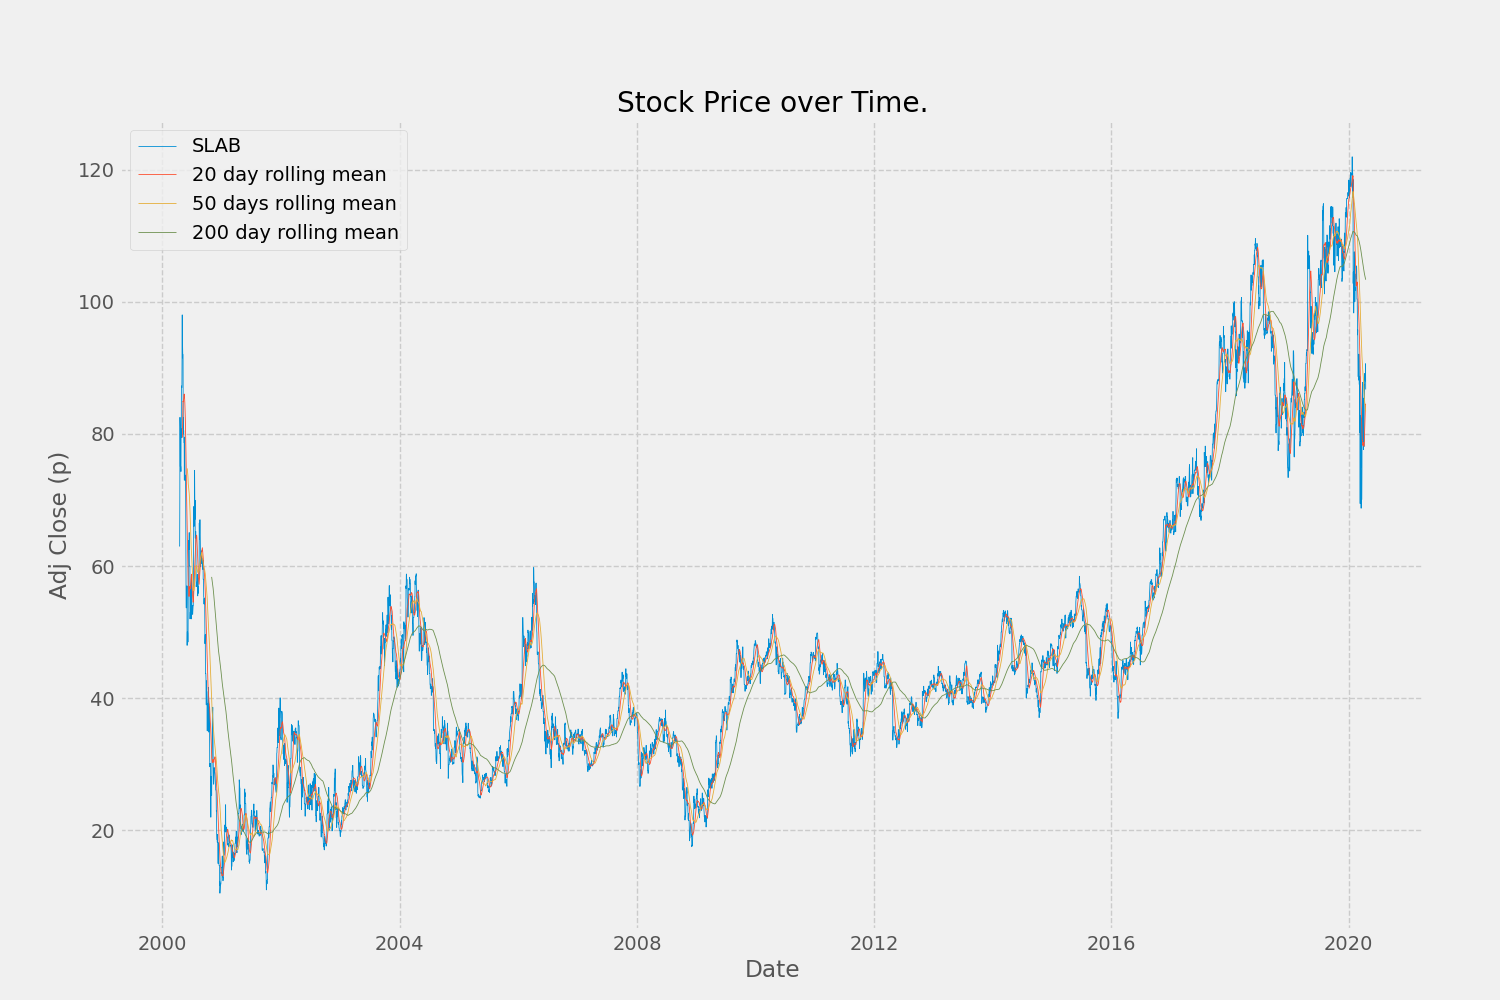 Stock Price over Time.
SLAB
20 day rolling mean
50 days rolling mean
200 day rolling mean
Adj Close (p)
120
100
80
60
40
20
2000 2004 2008 2012 2016 2020
Date